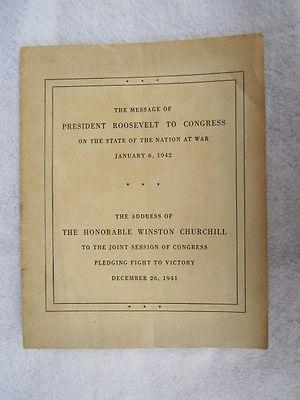 THE MESSAGE OF
PRESIDENT ROOSEVELT TO CONGRESS
ON THE STATE OF THE NATION AT WAR
JANUARY 6, 1942
THE ADDRESS OF
THE HONORABLE WINSTON CHURCHILL
TO THE JOINT SESSION OF CONGRESS
PLEDGING FIGHT TO VICTORY
DECEMBER 26, 1941